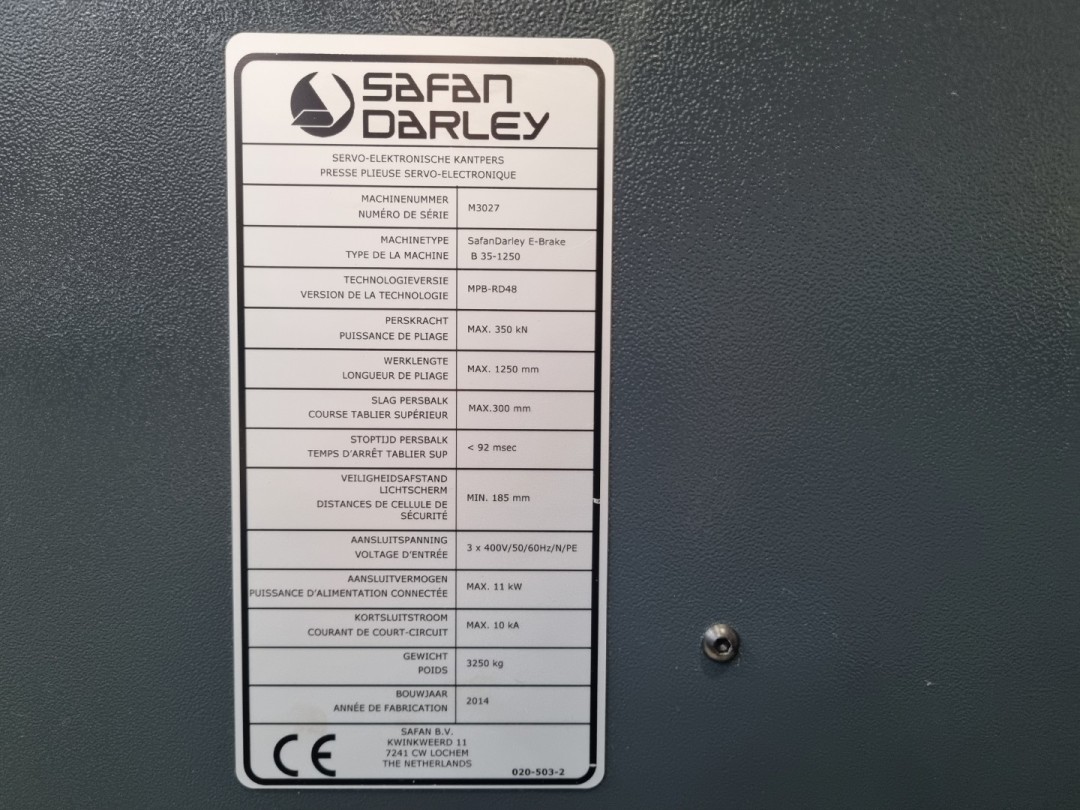 SAFAN
DARLEY
SERVO-ELEKTRONISCHE KANTPERS
PRESSE PLIEUSE SERVO-ELECTRONIQUE
MACHINENUMMER
NUMÉRO DE SÉRIE
M3027
MACHINETYPE
TYPE DE LA MACHINE
SafanDarley E-Brake
B 35-1250
TECHNOLOGIEVERSIE
VERSION DE LA TECHNOLOGIE
MPB-RD48
PERSKRACHT
PUISSANCE DE PLIAGE
MAX. 350 kN
WERKLENGTE
LONGUEUR DE PLIAGE
MAX. 1250 mm
SLAG PERSBALK
COURSE TABLIER SUPÉRIEUR
MAX.300 mm
STOPTIJD PERSBALK
TEMPS D'ARRÊT TABLIER SUP
< 92 msec
VEILIGHEIDSAFSTAND
LICHTSCHERM
DISTANCES DE CELLULE DE
SÉCURITÉ
MIN. 185 mm
AANSLUITSPANNING
VOLTAGE D'ENTRÉE
3 x 400V/50/60Hz/N/PE
AANSLUITVERMOGEN
PUISSANCE D'ALIMENTATION CONNECTÉE
MAX. 11 kW
KORTSLUITSTROOM
COURANT DE COURT-CIRCUIT
MAX. 10 kA
GEWICHT
POIDS
3250 kg
BOUWJAAR
ANNÉE DE FABRICATION
2014
CE
SAFAN B.V.
KWINKWEERD 11
7241 CW LOCHEM
THE NETHERLANDS
020-503-2